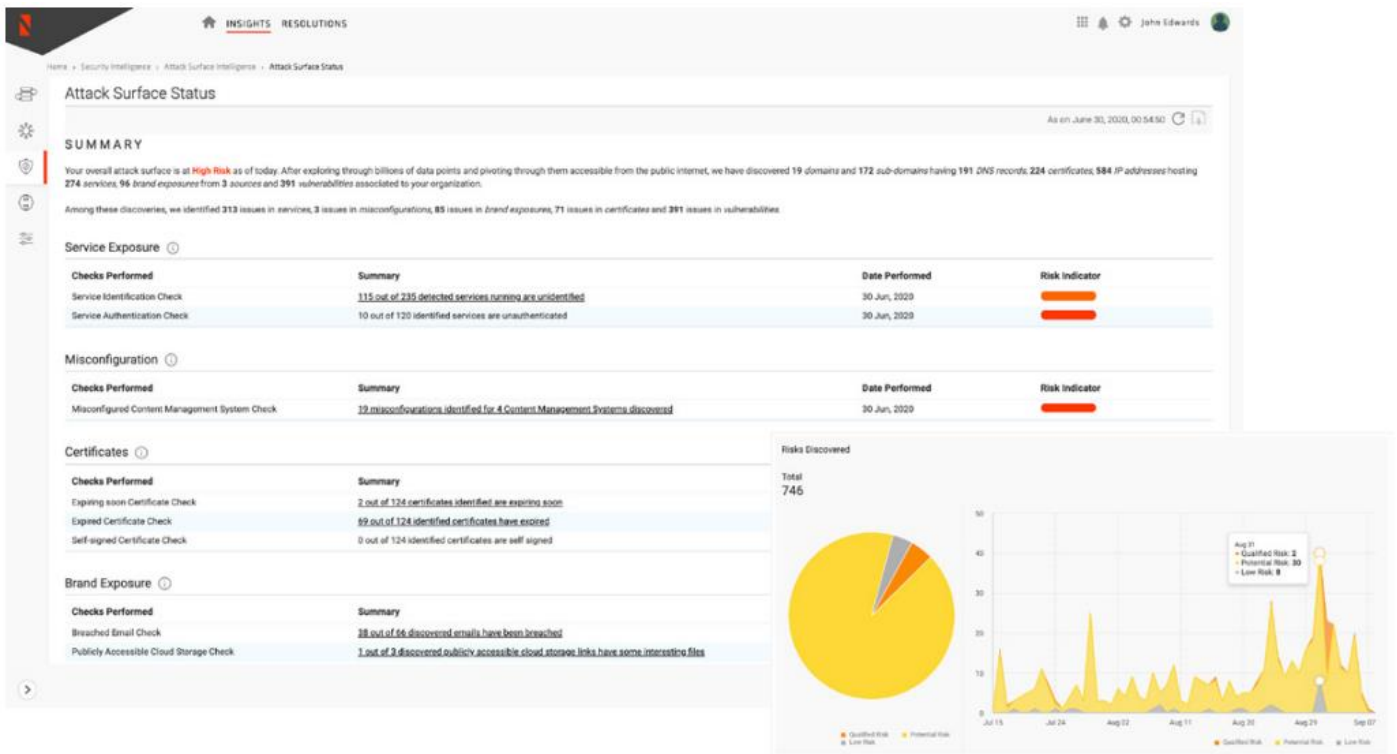 INSIGHTS RESOLUTIONS John Edwards
Home › Security Intelligence › Attack Surface Intelligence › Attack Surface Status
Attack Surface Status
As on June 30, 2020, 00:54:50
SUMMARY
Your overall attack surface is at High Risk as of today. After exploring through billions of data points and pivoting through them accessible from the public internet, we have discovered 19 domains and 172 sub-domains having 191 DNS records, 224 certificates, 584 IP addresses hosting
274 services, 96 brand exposures from 3 sources and 391 vulnerabilities associated to your organization.
Among these discoveries, we identified 313 issues in services, 3 issues in misconfigurations, 85 issues in brand exposures, 71 issues in certificates and 391 issues in vulnerabilities
Service Exposure
Checks Performed Summary Date Performed Risk Indicator
Service Identification Check 115 out of 235 detected services running are unidentified 30 Jun, 2020
Service Authentication Check 10 out of 120 identified services are unauthenticated 30 Jun, 2020
Misconfiguration
Checks Performed Summary Date Performed Risk Indicator
Misconfigured Content Management System Check 19 misconfigurations identified for 4 Content Management Systems discovered 30 Jun, 2020
Certificates
Checks Performed Summary
Expiring soon Certificate Check 2 out of 124 certificates identified are expiring soon
Expired Certificate Check 69 out of 124 identified certificates have expired
Self-signed Certificate Check 0 out of 124 identified certificates are self signed
Brand Exposure
Checks Performed Summary
Breached Email Check 38 out of 66 discovered emails have been breached
Publicly Accessible Cloud Storage Check 1 out of 3 discovered publicly accessible cloud storage links have some interesting files
Risks Discovered
Total
746
Qualified Risk Potential Risk
Low Risk
50
40
30
20
10
0
Aug 31
Qualified Risk: 2
Potential Risk: 30
Low Risk: 8
Jul 15 Jul 24 Aug 02 Aug 11 Aug 20 Aug 29 Sep 07
Qualified Risk Potential Risk Low Risk